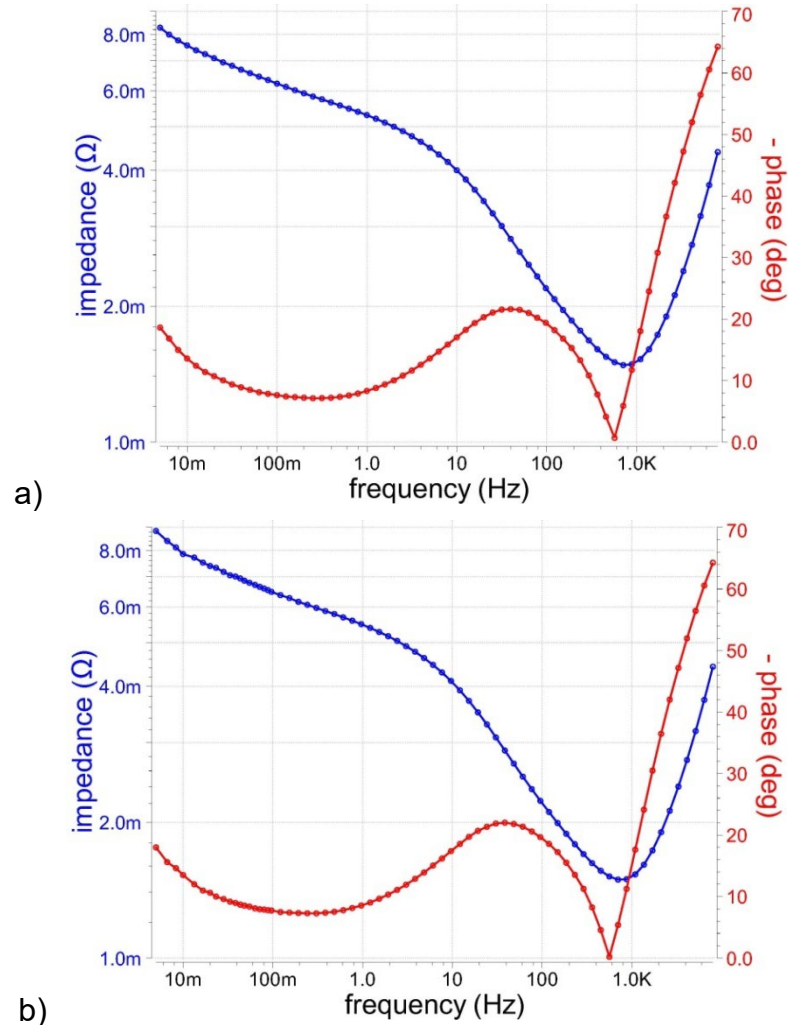 70
8.0m
60
6.0m
50
4.0m
40
30
2.0m
20
10
1.0m
0.0
impedance (Ω)
- phase (deg)
10m 100m 1.0 10 100 1.0K
a)
frequency (Hz)
70
8.0m
60
6.0m
50
4.0m
40
30
2.0m
20
10
1.0m
0.0
impedance (Ω)
- phase (deg)
10m 100m 1.0 10 100 1.0K
b)
frequency (Hz)